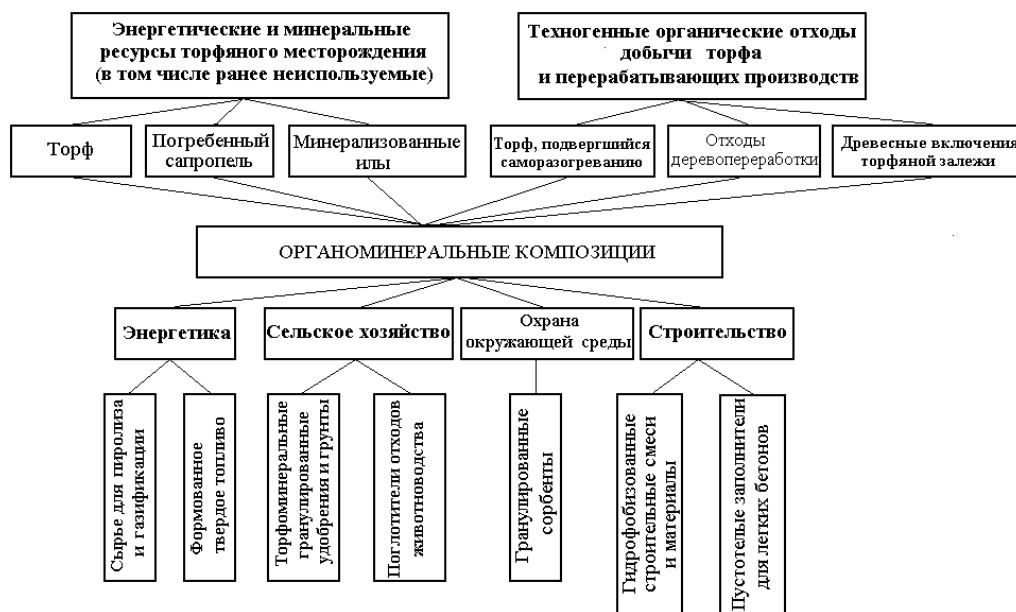 Энергетические и минеральные
ресурсы торфяного месторождения
(в том числе ранее неиспользуемые)
Техногенные органические отходы
добычи торфа
и перерабатывающих производств
Торф
Погребенный
сапропель
Минерализованные
илы
Торф, подвергшийся
саморазогреванию
Отходы
деревопереработки
Древесные включения
торфяной залежи
ОРГАНОМИНЕРАЛЬНЫЕ КОМПОЗИЦИИ
Энергетика
Сельское хозяйство
Охрана
окружающей среды
Строительство
Сырье для пиролиза
и газификации
Формованное
твердое топливо
Торфоминеральные
гранулированные
удобрения и грунты
Поглотители отходов
животноводства
Гранулированные
сорбенты
Гидрофобизованные
строительные смеси
и материалы
Пустотелые заполнители
для легких бетонов